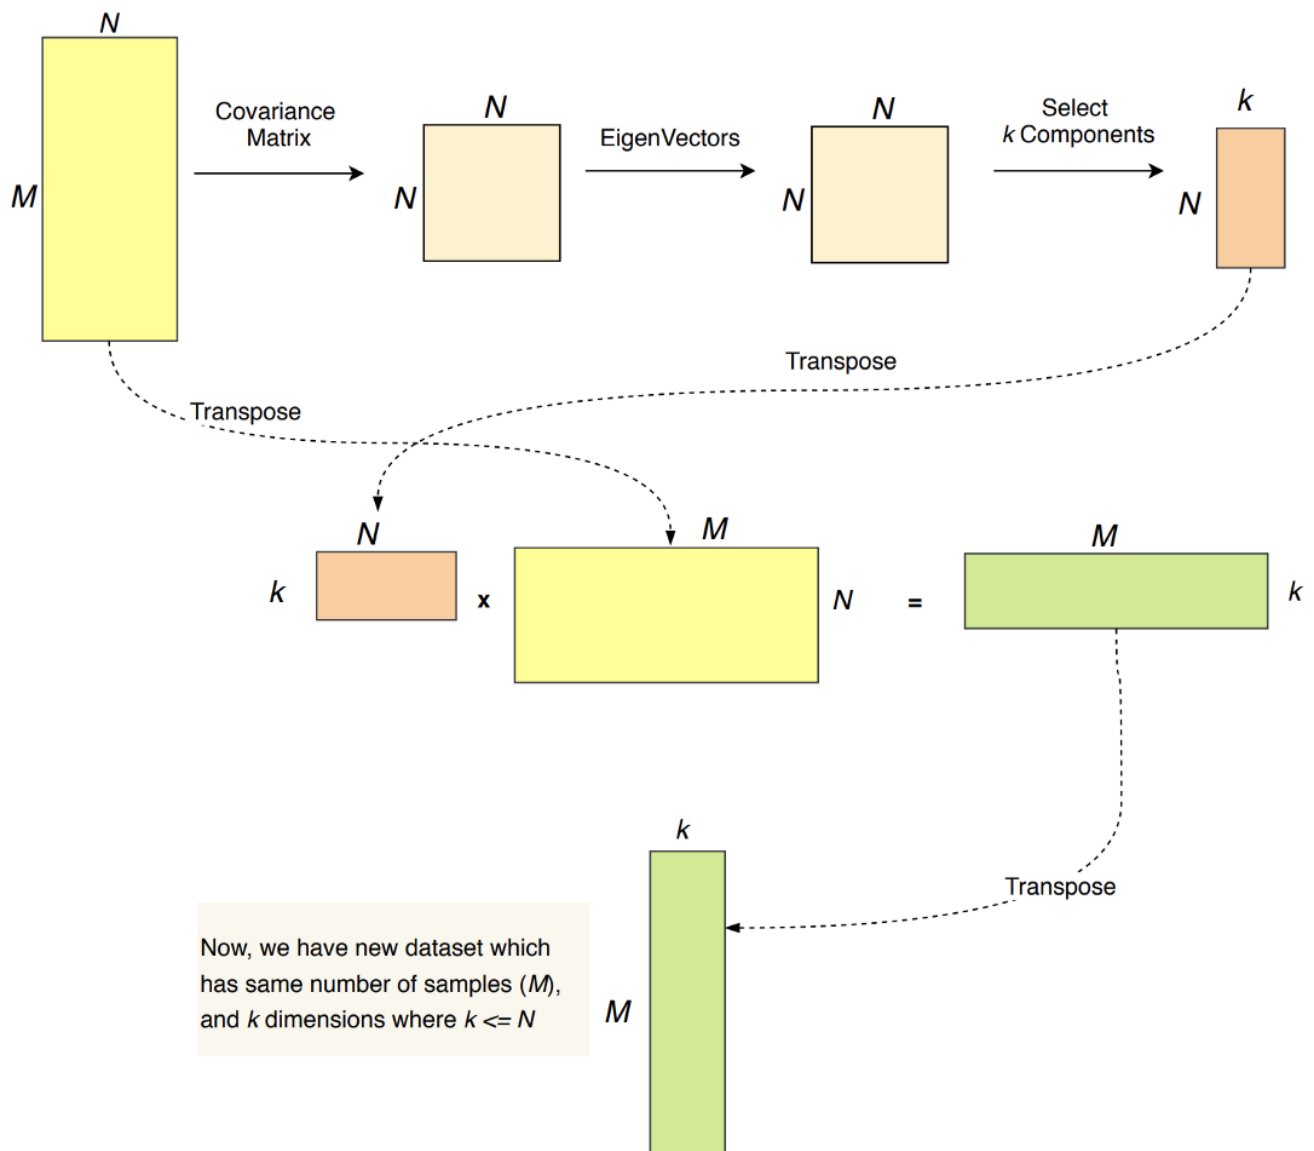 N
M
Covariance
Matrix
N
N
EigenVectors
N
N
Select
k Components
k
N
Transpose
Transpose
N
k
x
M
N
=
M
k
Transpose
k
M
Now, we have new dataset which
has same number of samples (M),
and k dimensions where k <= N